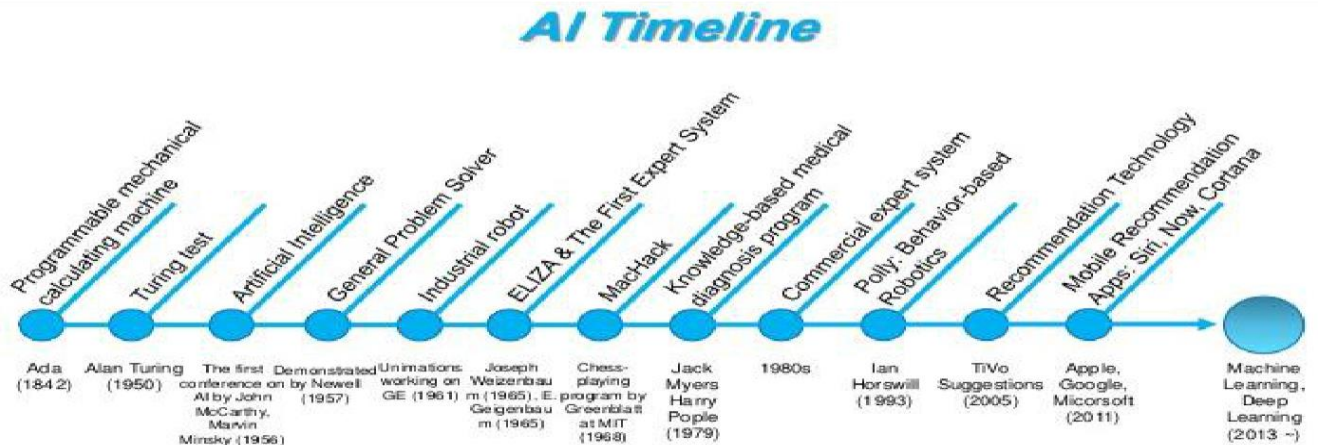 AI Timeline
Programmable mechanical
calculating machine
Turing test
Artificial Intelligence
General Problem Solver
Industrial robot
ELIZA & The First Expert System
MacHack
Knowledge-based medical
diagnosis program
Commercial expert system
Polly: Behavior-based
Robotics
Recommendation Technology
Mobile Recommendation
Apps: Siri, Now, Cortana
Ada
(1842)
Alan Turing
(1950)
The first
conference on
AI by John
McCarthy,
Marvin
Minsky (1956)
Demonstrated
by Newell
(1957)
Unimations
working on
GE (1961)
Joseph
Weizenbau
m (1965), E.
Geigenbau
m (1965)
Chess-
playing
program by
Greenblatt
at MIT
(1968)
Jack
Myers
Harry
Pople
(1979)
1980s
Ian
Horswill
(1993)
TiVo
Suggestions
(2005)
Apple,
Google,
Micorsoft
(2011)
Machine
Learning,
Deep
Learning
(2013 ~)